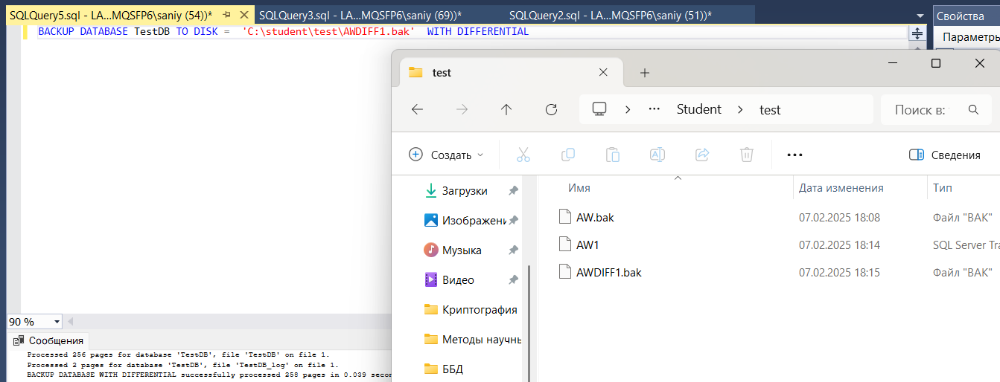 SQLQuery5.sql - LA...MQSFP6\saniy (54))*
SQLQuery3.sql - LA...MQSFP6\saniy (69))*
SQLQuery2.sql - LA...MQSFP6\saniy (51))*
Свойства
BACKUP DATABASE TestDB TO DISK = 'C:\student\test\AWDIFF1.bak' WITH DIFFERENTIAL
Параметры
test
Student
test
Поиск в:
Создать
Сведения
Загрузки
Изображени
Музыка
Видео
Криптография
Методы научнь
ББД
Имя
Дата изменения
Тип
AW.bak
07.02.2025 18:08
Файл "BAK"
AW1
07.02.2025 18:14
SQL Server Tra
AWDIFF1.bak
07.02.2025 18:15
Файл "BAK"
90 %
Сообщения
Processed 256 pages for database 'TestDB', file 'TestDB' on file 1.
Processed 2 pages for database 'TestDB', file 'TestDB_log' on file 1.
BACKUP DATABASE WITH DIFFERENTIAL successfully processed 258 pages in 0.039 secon